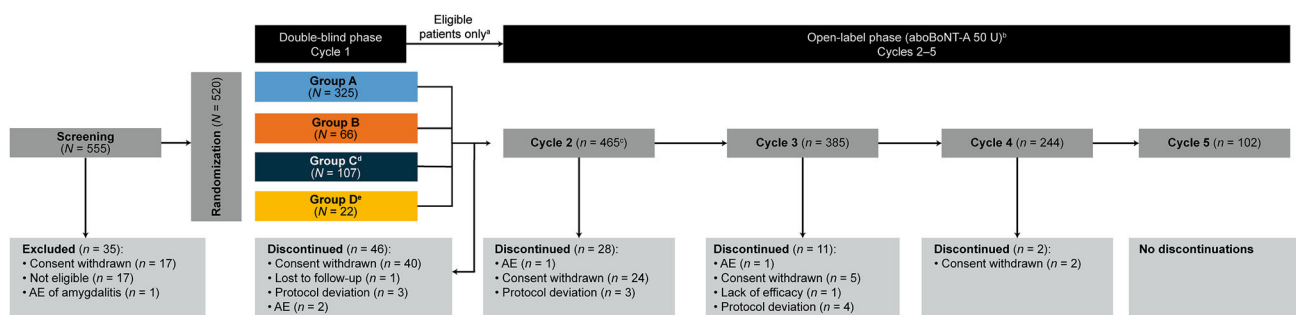 Double-blind phase
Cycle 1
Eligible
patients onlyᵃ
Open-label phase (aboBoNT-A 50 U)ᵇ
Cycles 2–5
Screening
(N = 555)
Randomization (N = 520)
Group A
(N = 325)
Group B
(N = 66)
Group Cᵈ
(N = 107)
Group Dᵉ
(N = 22)
Cycle 2 (n = 465ᶜ)
Cycle 3 (n = 385)
Cycle 4 (n = 244)
Cycle 5 (n = 102)
Excluded (n = 35):
• Consent withdrawn (n = 17)
• Not eligible (n = 17)
• AE of amygdalitis (n = 1)
Discontinued (n = 46):
• Consent withdrawn (n = 40)
• Lost to follow-up (n = 1)
• Protocol deviation (n = 3)
• AE (n = 2)
Discontinued (n = 28):
• AE (n = 1)
• Consent withdrawn (n = 24)
• Protocol deviation (n = 3)
Discontinued (n = 11):
• AE (n = 1)
• Consent withdrawn (n = 5)
• Lack of efficacy (n = 1)
• Protocol deviation (n = 4)
Discontinued (n = 2):
• Consent withdrawn (n = 2)
No discontinuations